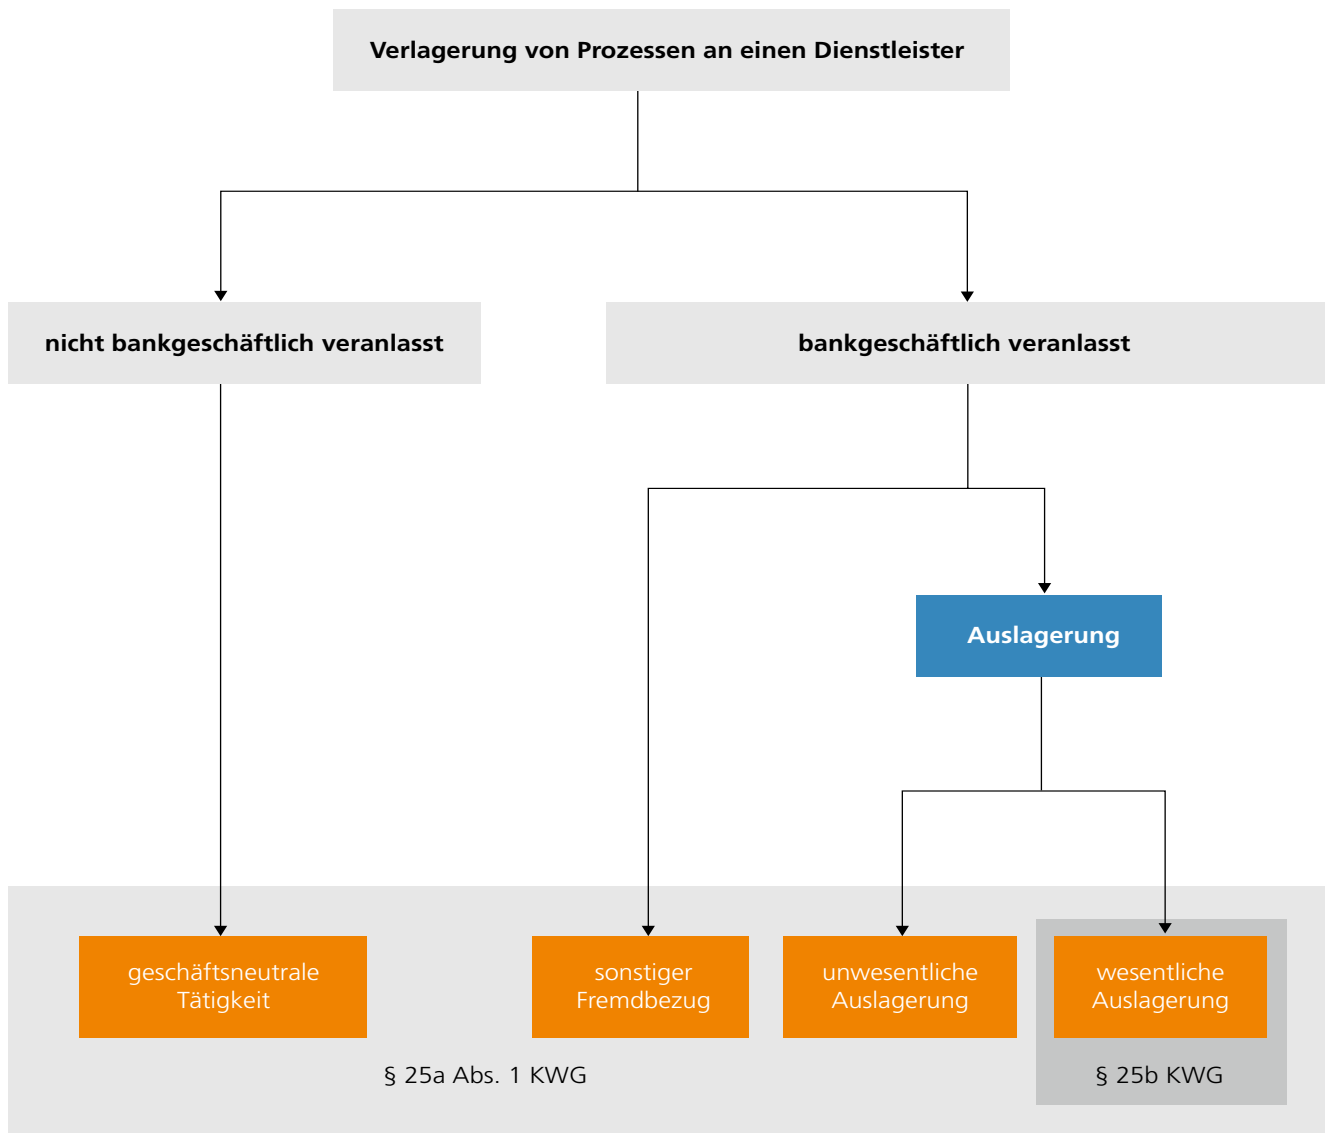 Verlagerung von Prozessen an einen Dienstleister
nicht bankgeschäftlich veranlasst
bankgeschäftlich veranlasst
Auslagerung
geschäftsneutrale
Tätigkeit
sonstiger
Fremdbezug
unwesentliche
Auslagerung
wesentliche
Auslagerung
§ 25a Abs. 1 KWG
§ 25b KWG